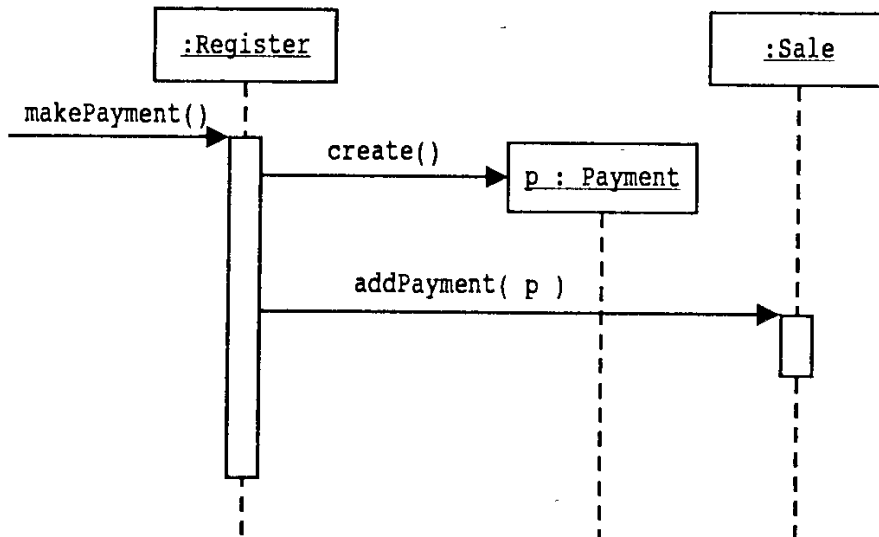 :Register
:Sale
makePayment()
create()
p : Payment
addPayment( p )